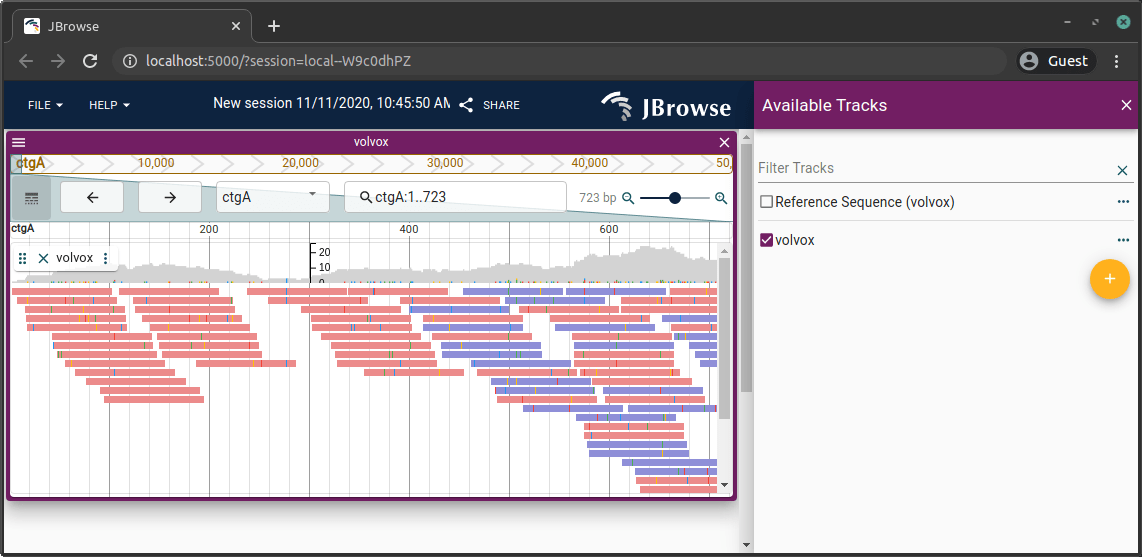 JBrowse
localhost:5000/?session=local--W9c0dhPZ
Guest
FILE
HELP
New session 11/11/2020, 10:45:50 AM
SHARE
JBrowse
Available Tracks
volvox
ctgA
10,000
20,000
30,000
40,000
50,
Filter Tracks
ctgA
ctgA:1..723
723 bp
Reference Sequence (volvox)
ctgA
200
400
600
volvox
volvox
20
10
0